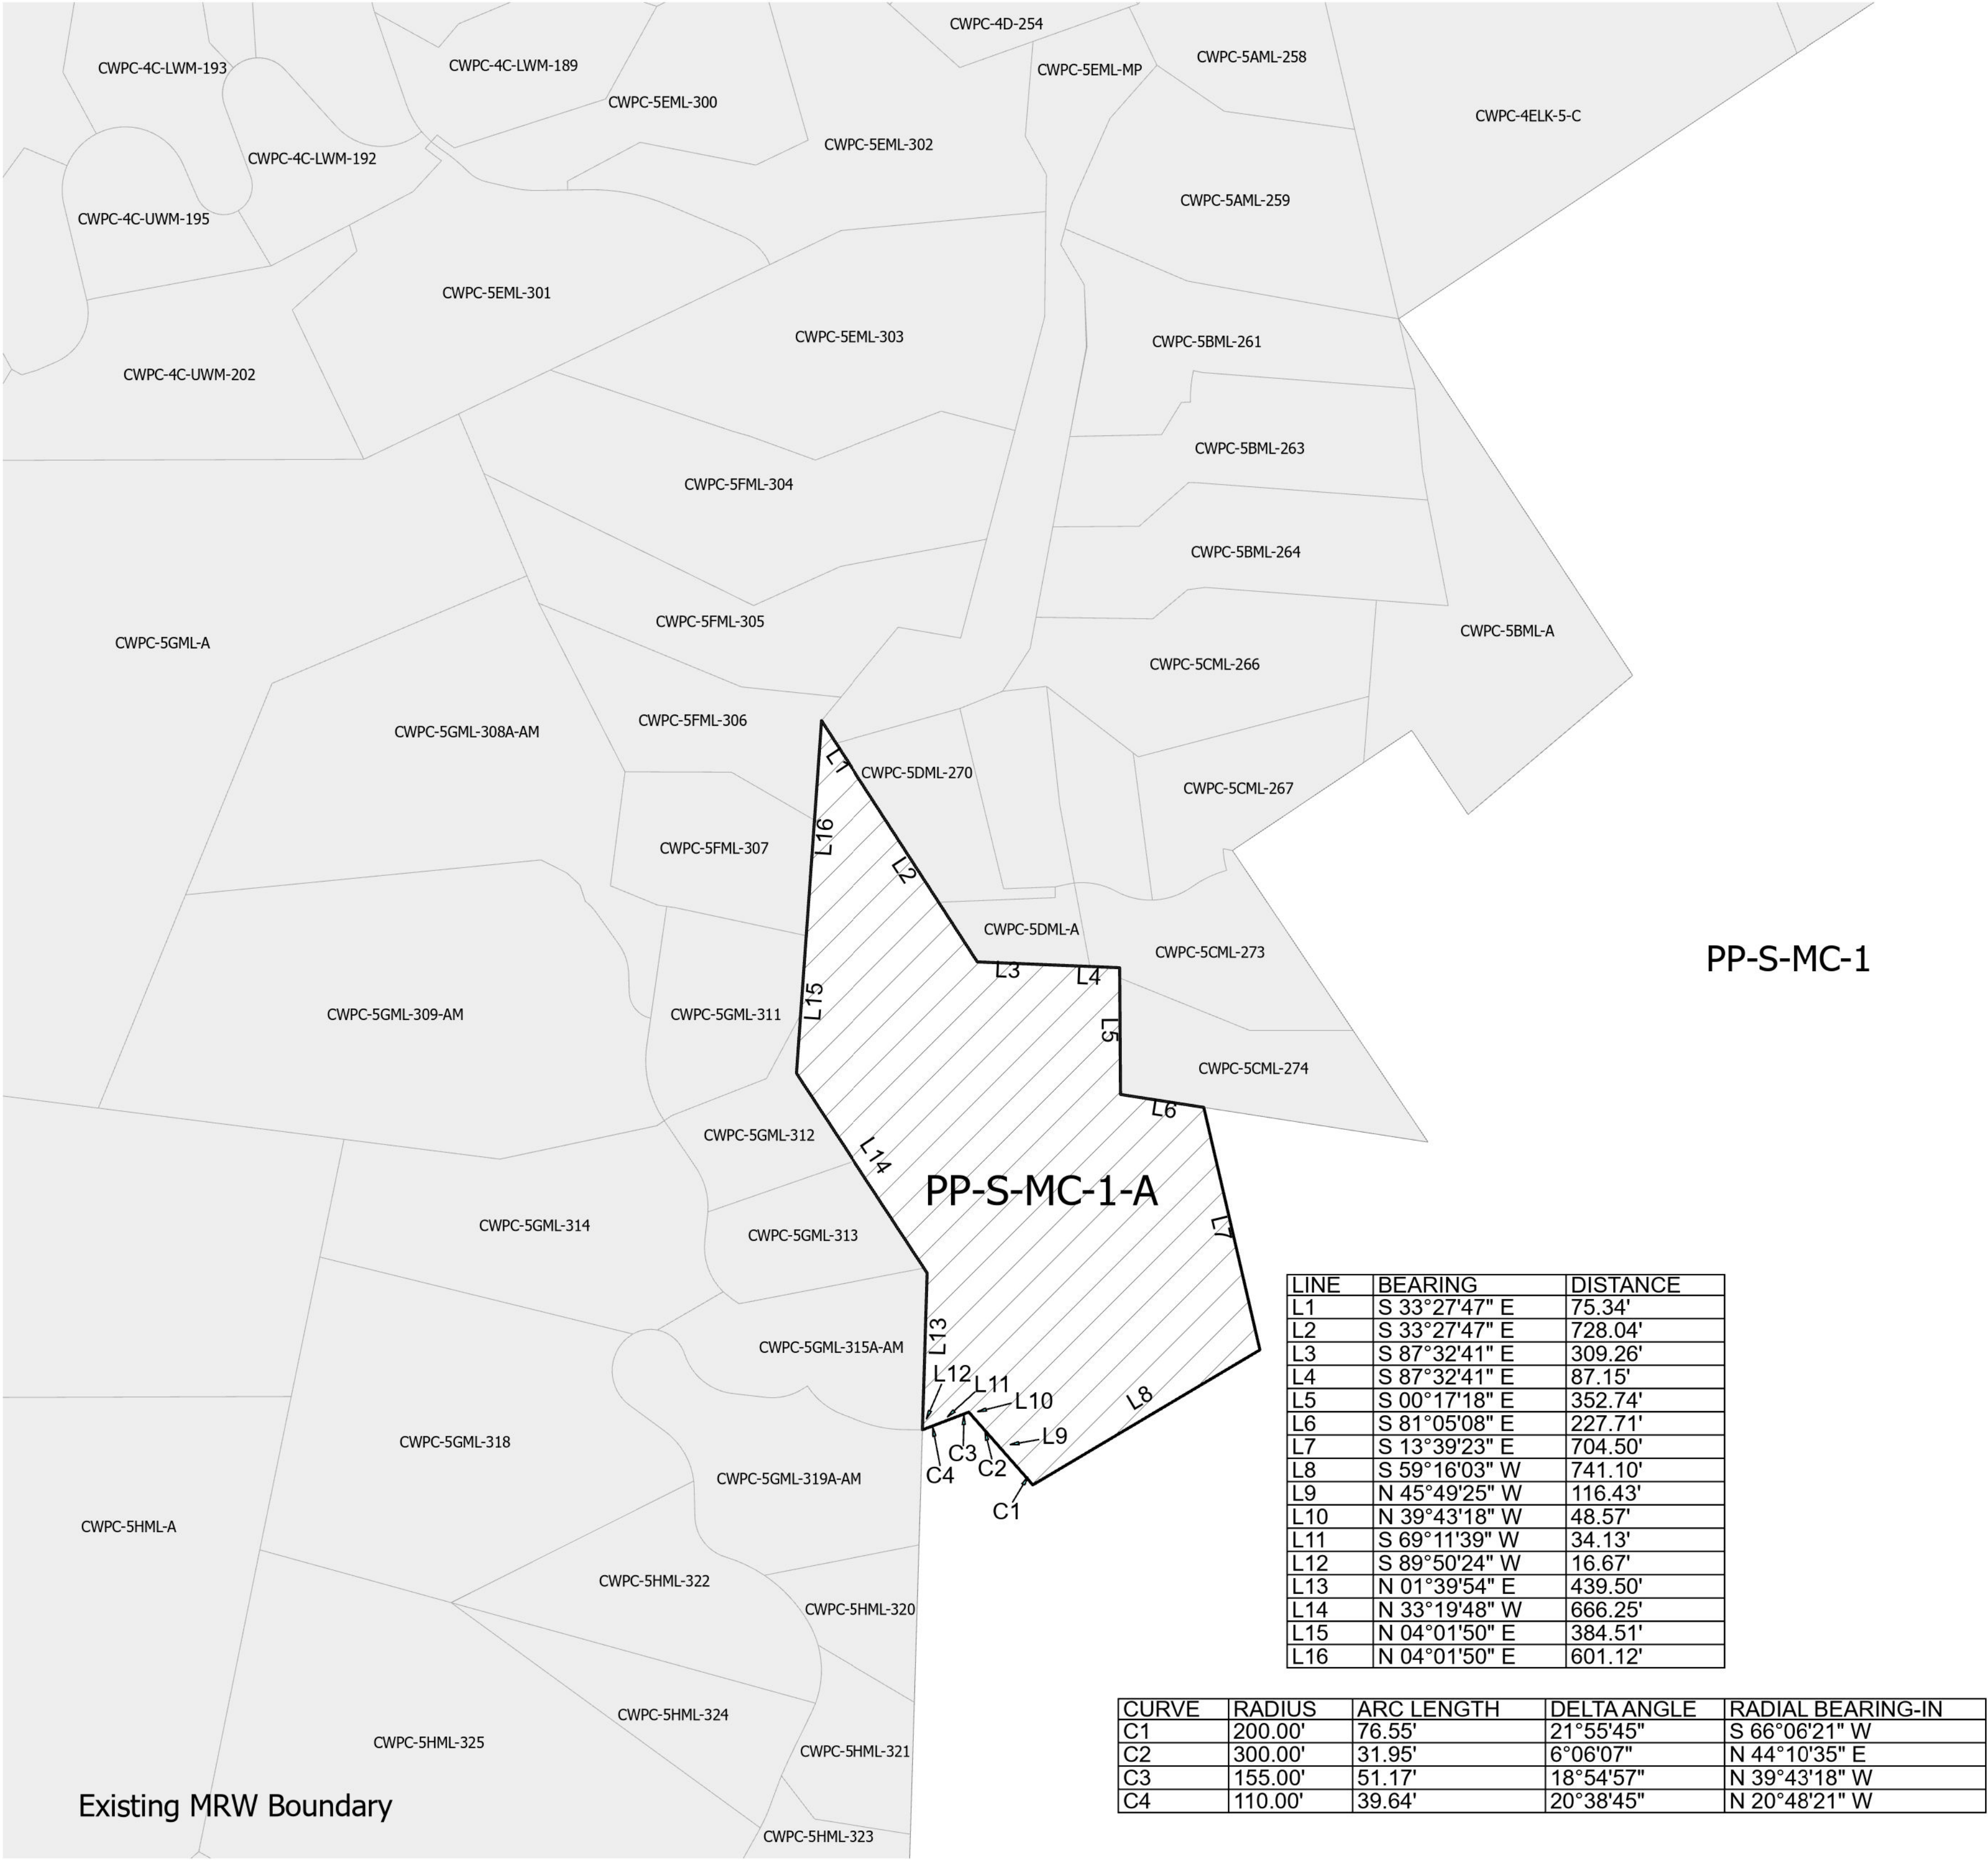 CWPC-4D-254
CWPC-5AML-258
CWPC-4C-LWM-193
CWPC-4C-LWM-189
CWPC-5EML-MP
CWPC-5EML-300
CWPC-4ELK-5-C
CWPC-5EML-302
CWPC-4C-LWM-192
CWPC-5AML-259
CWPC-4C-UWM-195
CWPC-5EML-301
CWPC-5EML-303
CWPC-5BML-261
CWPC-4C-UWM-202
CWPC-5BML-263
CWPC-5FML-304
CWPC-5BML-264
CWPC-5FML-305
CWPC-5BML-A
CWPC-5GML-A
CWPC-5CML-266
CWPC-5FML-306
CWPC-5GML-308A-AM
L1
CWPC-5DML-270
CWPC-5CML-267
L16
CWPC-5FML-307
L2
CWPC-5DML-A
CWPC-5CML-273
PP-S-MC-1
L3
L4
L15
CWPC-5GML-309-AM
CWPC-5GML-311
L5
CWPC-5CML-274
L6
CWPC-5GML-312
L14
PP-S-MC-1-A
CWPC-5GML-314
CWPC-5GML-313
L7
L13
CWPC-5GML-315A-AM
L12
L11
L10
L8
L9
CWPC-5GML-318
C3
C2
C4
CWPC-5GML-319A-AM
C1
CWPC-5HML-A
CWPC-5HML-322
CWPC-5HML-320
CWPC-5HML-324
CWPC-5HML-325
CWPC-5HML-321
Existing MRW Boundary
CWPC-5HML-323
LINE BEARING DISTANCE
L1 S 33°27'47" E 75.34'
L2 S 33°27'47" E 728.04'
L3 S 87°32'41" E 309.26'
L4 S 87°32'41" E 87.15'
L5 S 00°17'18" E 352.74'
L6 S 81°05'08" E 227.71'
L7 S 13°39'23" E 704.50'
L8 S 59°16'03" W 741.10'
L9 N 45°49'25" W 116.43'
L10 N 39°43'18" W 48.57'
L11 S 69°11'39" W 34.13'
L12 S 89°50'24" W 16.67'
L13 N 01°39'54" E 439.50'
L14 N 33°19'48" W 666.25'
L15 N 04°01'50" E 384.51'
L16 N 04°01'50" E 601.12'
CURVE RADIUS ARC LENGTH DELTA ANGLE RADIAL BEARING-IN
C1 200.00' 76.55' 21°55'45" S 66°06'21" W
C2 300.00' 31.95' 6°06'07" N 44°10'35" E
C3 155.00' 51.17' 18°54'57" N 39°43'18" W
C4 110.00' 39.64' 20°38'45" N 20°48'21" W